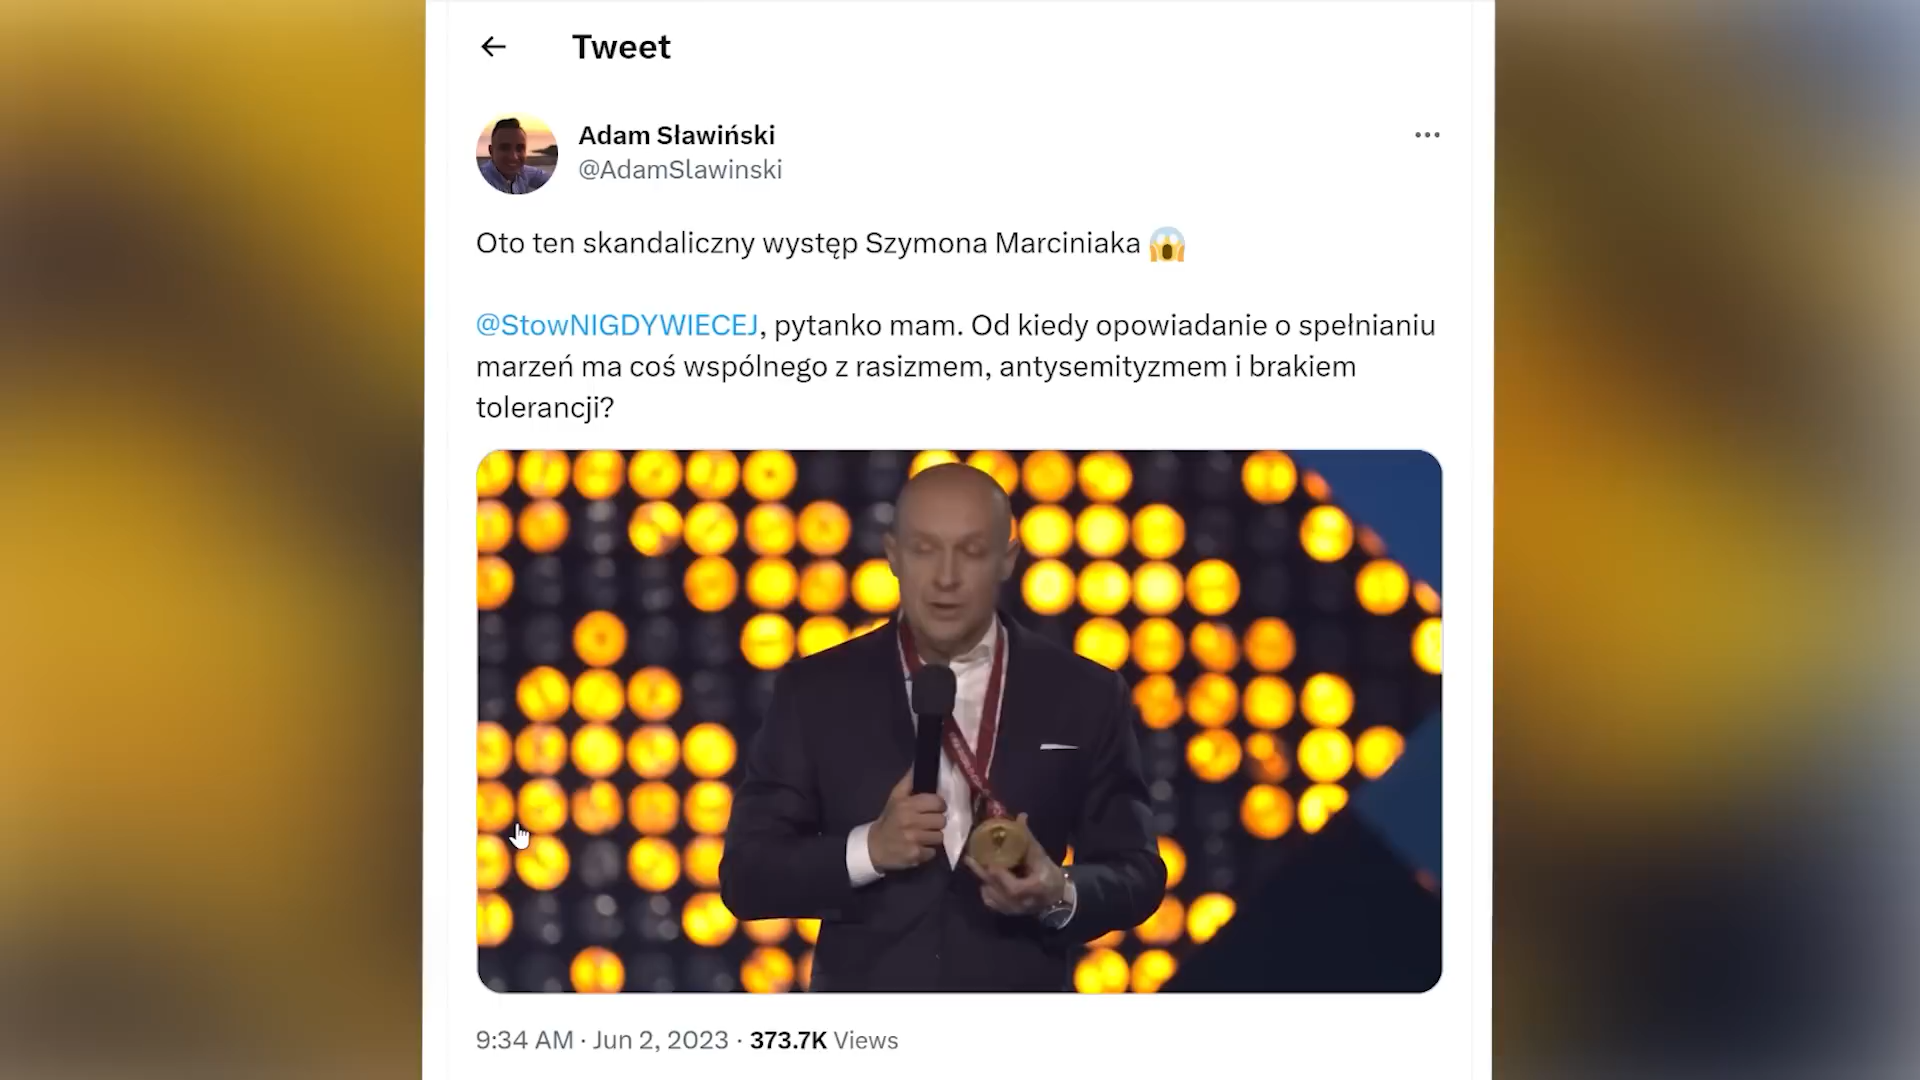 Tweet
Adam Sławiński
@AdamSlawinski
Oto ten skandaliczny występ Szymona Marciniaka 😱
@StowNIGDYWIECEJ, pytanko mam. Od kiedy opowiadanie o spełnianiu
marzeń ma coś wspólnego z rasizmem, antysemityzmem i brakiem
tolerancji?
9:34 AM · Jun 2, 2023 · 373.7K Views